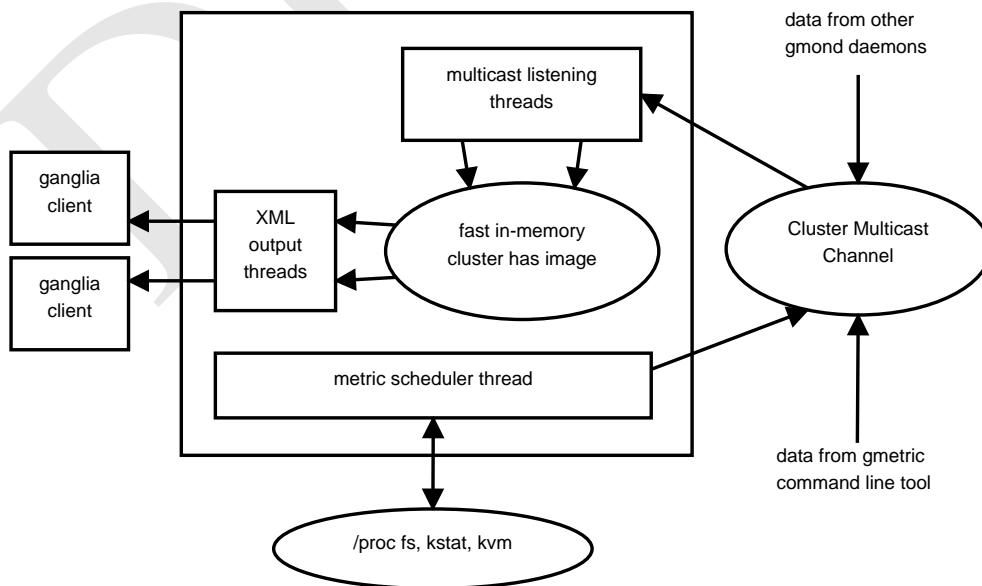 data from other
gmond daemons
multicast listening
threads
ganglia
client
XML
output
threads
fast in-memory
cluster has image
Cluster Multicast
Channel
ganglia
client
metric scheduler thread
data from gmetric
command line tool
/proc fs, kstat, kvm